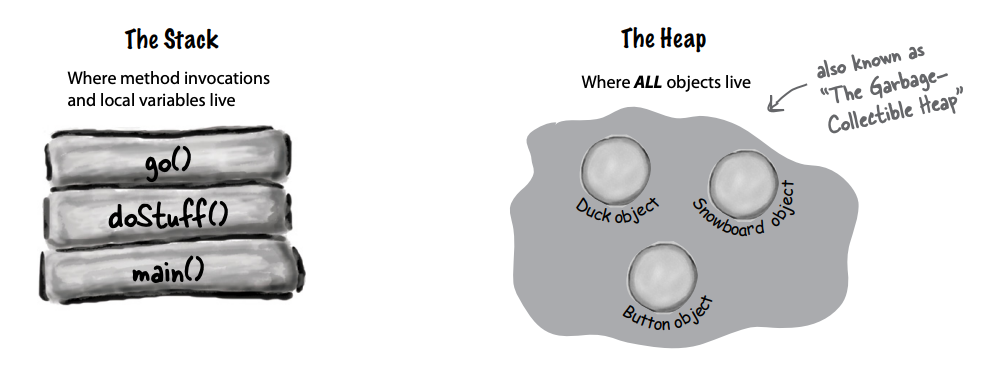 The Stack
Where method invocations
and local variables live
go()
doStuff()
main()
The Heap
Where ALL objects live
also known as
"The Garbage-
Collectible Heap"
Duck object
Snowboard object
Button object